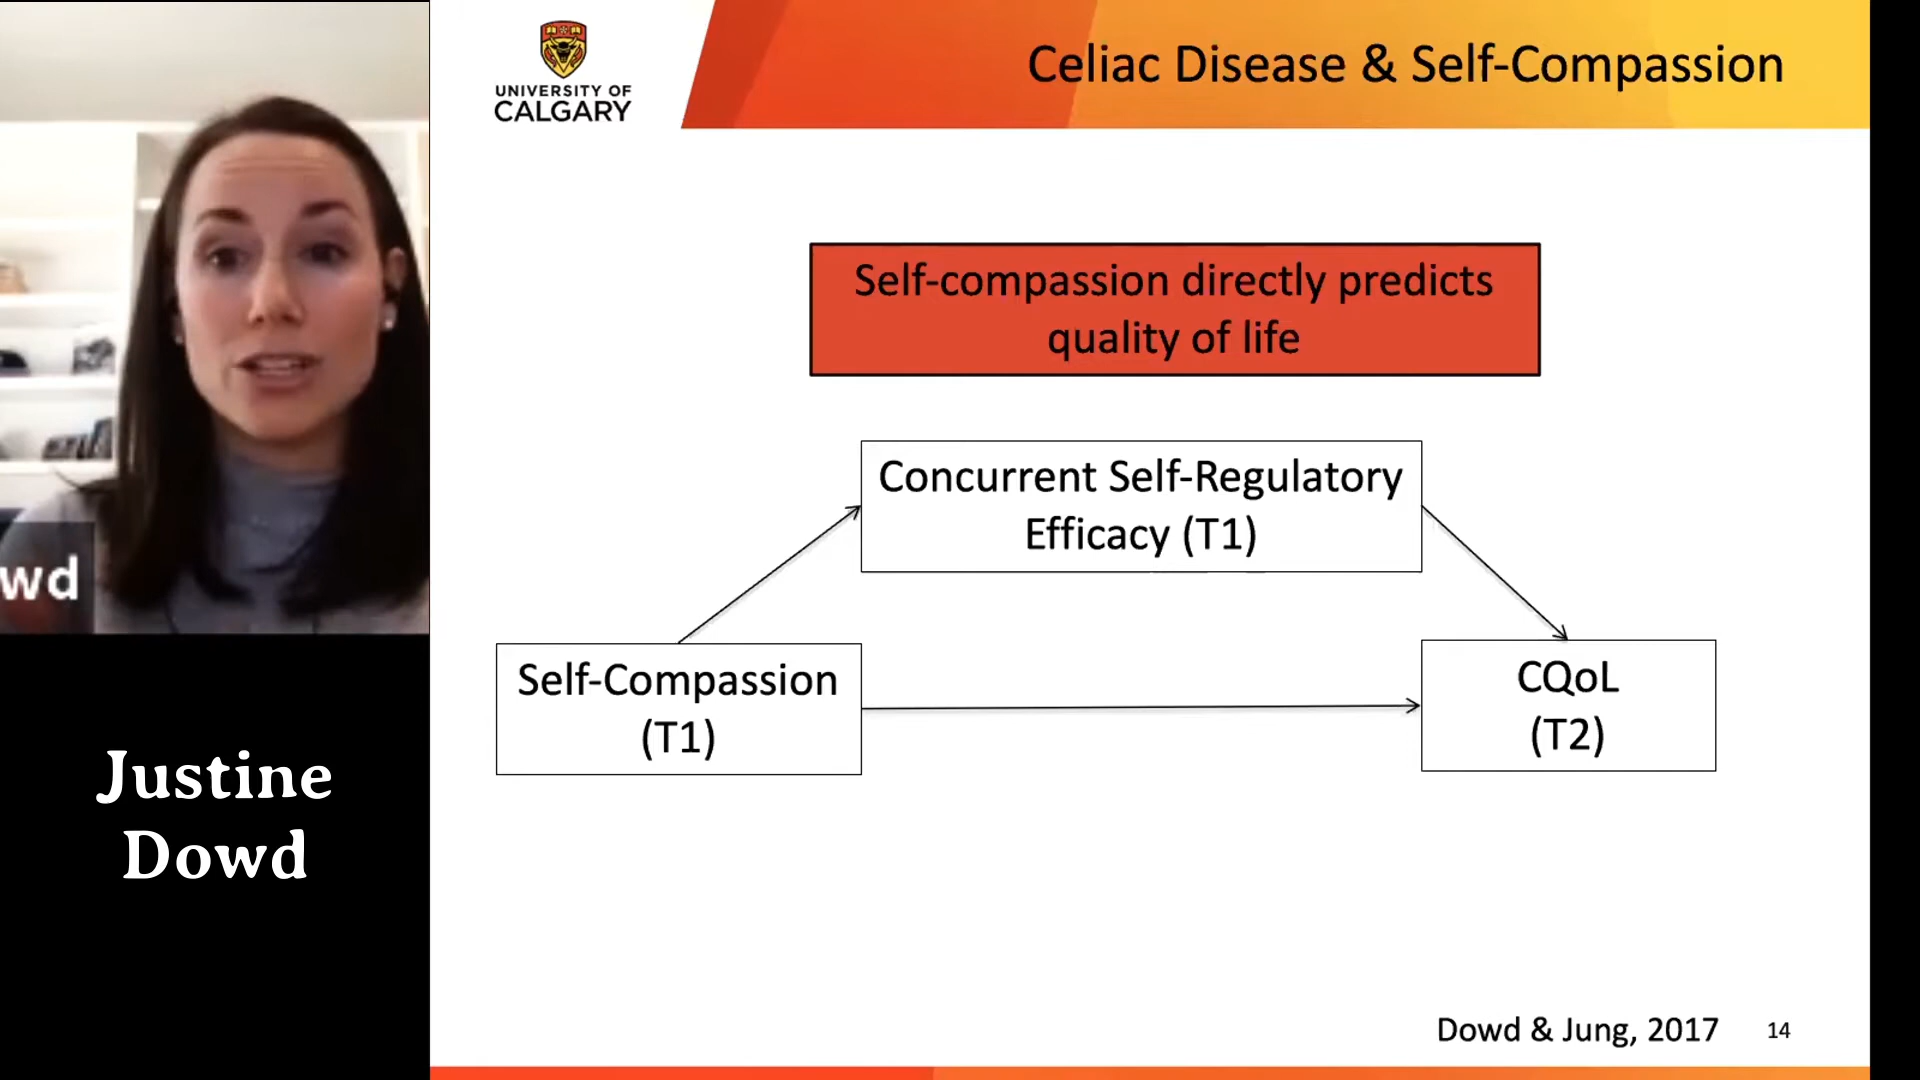 UNIVERSITY OF
CALGARY
Celiac Disease & Self-Compassion
Self-compassion directly predicts
quality of life
Concurrent Self-Regulatory
Efficacy (T1)
Self-Compassion
(T1)
CQoL
(T2)
wd
Justine
Dowd
Dowd & Jung, 2017
14